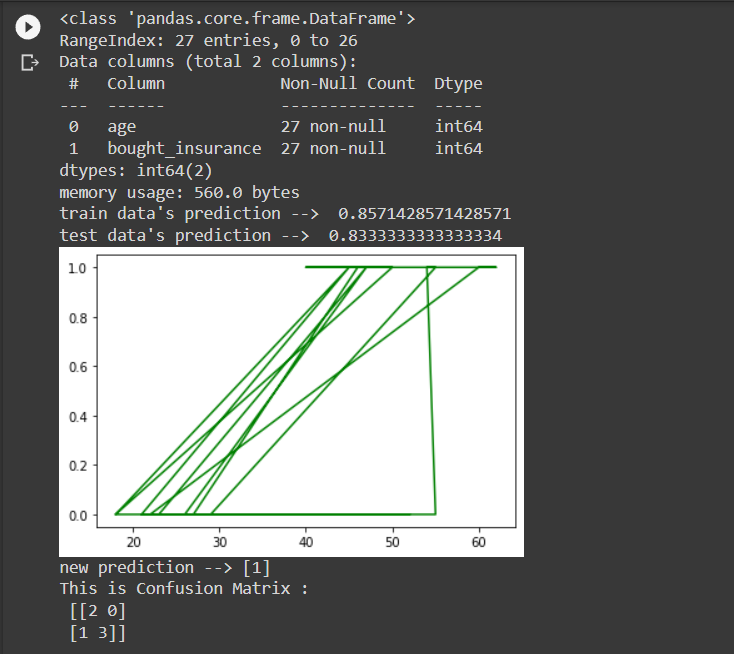 <class 'pandas.core.frame.DataFrame'>
RangeIndex: 27 entries, 0 to 26
Data columns (total 2 columns):
 #   Column            Non-Null Count  Dtype
---  ------            --------------  -----
 0   age               27 non-null     int64
 1   bought_insurance  27 non-null     int64
dtypes: int64(2)
memory usage: 560.0 bytes
train data's prediction -->  0.8571428571428571
test data's prediction -->  0.8333333333333334
1.0
0.8
0.6
0.4
0.2
0.0
20 30 40 50 60
new prediction --> [1]
This is Confusion Matrix :
 [[2 0]
 [1 3]]